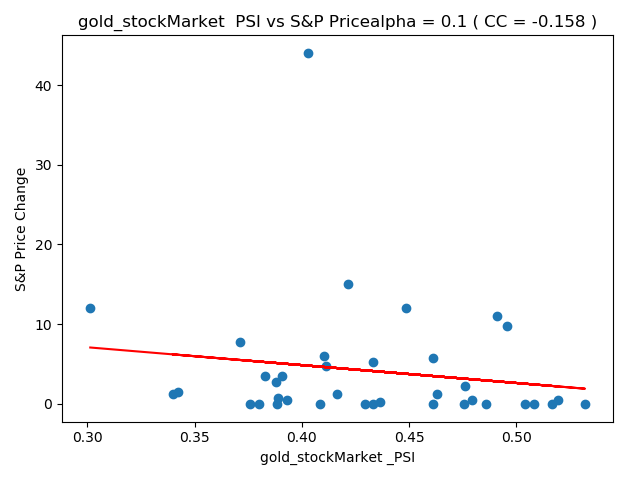 gold_stockMarket  PSI vs S&P Pricealpha = 0.1 ( CC = -0.158 )
40
30
20
10
0
S&P Price Change
0.30 0.35 0.40 0.45 0.50
gold_stockMarket _PSI